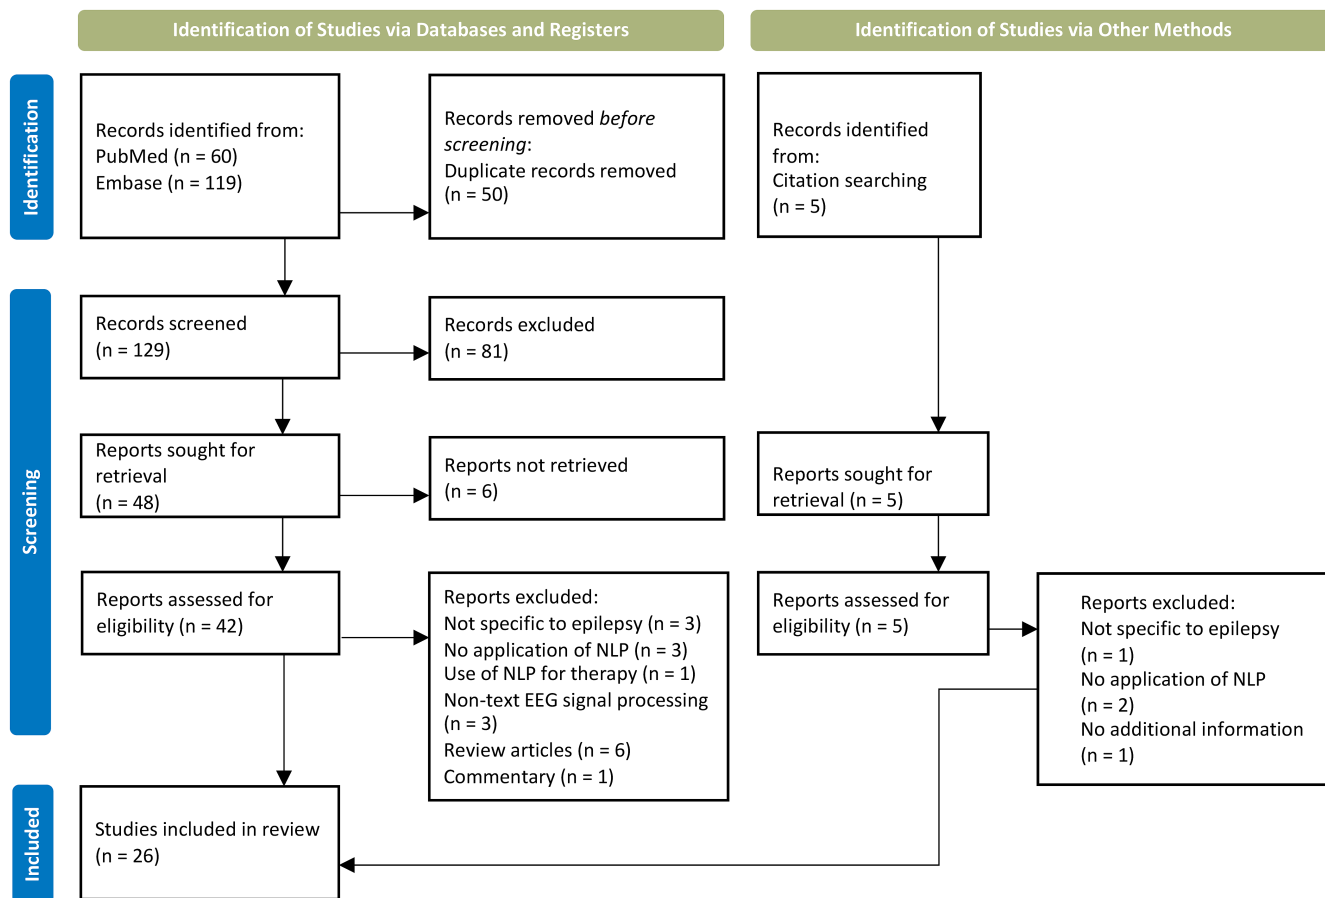 Identification of Studies via Databases and Registers
Identification of Studies via Other Methods
Identification
Records identified from:
PubMed (n = 60)
Embase (n = 119)
Records removed before
screening:
Duplicate records removed
(n = 50)
Records identified
from:
Citation searching
(n = 5)
Screening
Records screened
(n = 129)
Records excluded
(n = 81)
Reports sought for
retrieval
(n = 48)
Reports not retrieved
(n = 6)
Reports sought for
retrieval (n = 5)
Reports assessed for
eligibility (n = 42)
Reports excluded:
Not specific to epilepsy (n = 3)
No application of NLP (n = 3)
Use of NLP for therapy (n = 1)
Non-text EEG signal processing
(n = 3)
Review articles (n = 6)
Commentary (n = 1)
Reports assessed for
eligibility (n = 5)
Reports excluded:
Not specific to epilepsy
(n = 1)
No application of NLP
(n = 2)
No additional information
(n = 1)
Included
Studies included in review
(n = 26)